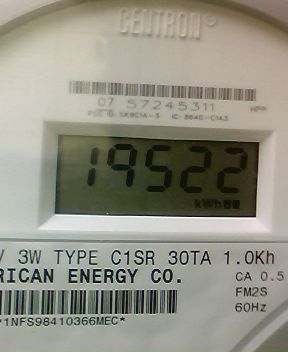 CENTRON®
07 57245311
HPP
19522
kWh
V 3W TYPE C1SR 30TA 1.0Kh
RICAN ENERGY CO.
CA 0.5
FM2S
60Hz
*1NFS98410366MEC*